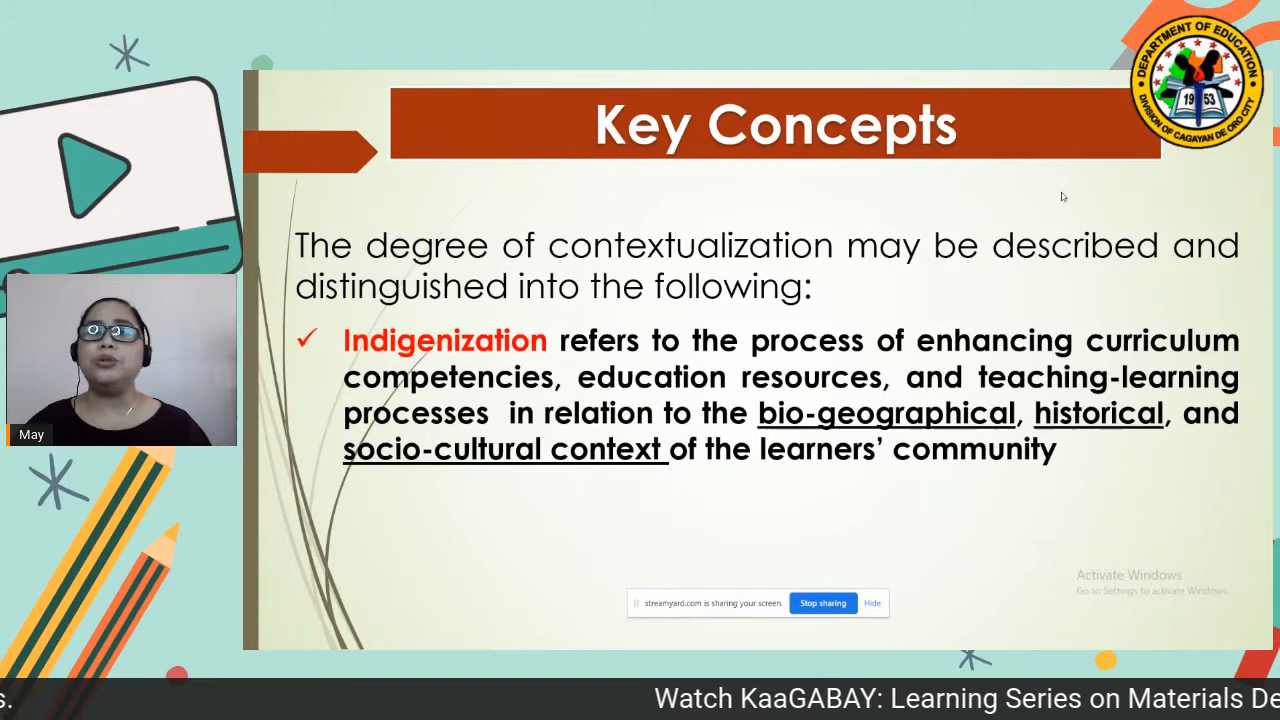 DEPARTMENT OF EDUCATION
1953
DIVISION OF CAGAYAN DE ORO CITY
Key Concepts
The degree of contextualization may be described and
distinguished into the following:
✓ Indigenization refers to the process of enhancing curriculum
competencies, education resources, and teaching-learning
processes in relation to the bio-geographical, historical, and
socio-cultural context of the learners’ community
May
Activate Windows
Go to Settings to activate Windows.
streamyard.com is sharing your screen. Stop sharing Hide
s. Watch KaaGABAY: Learning Series on Materials De